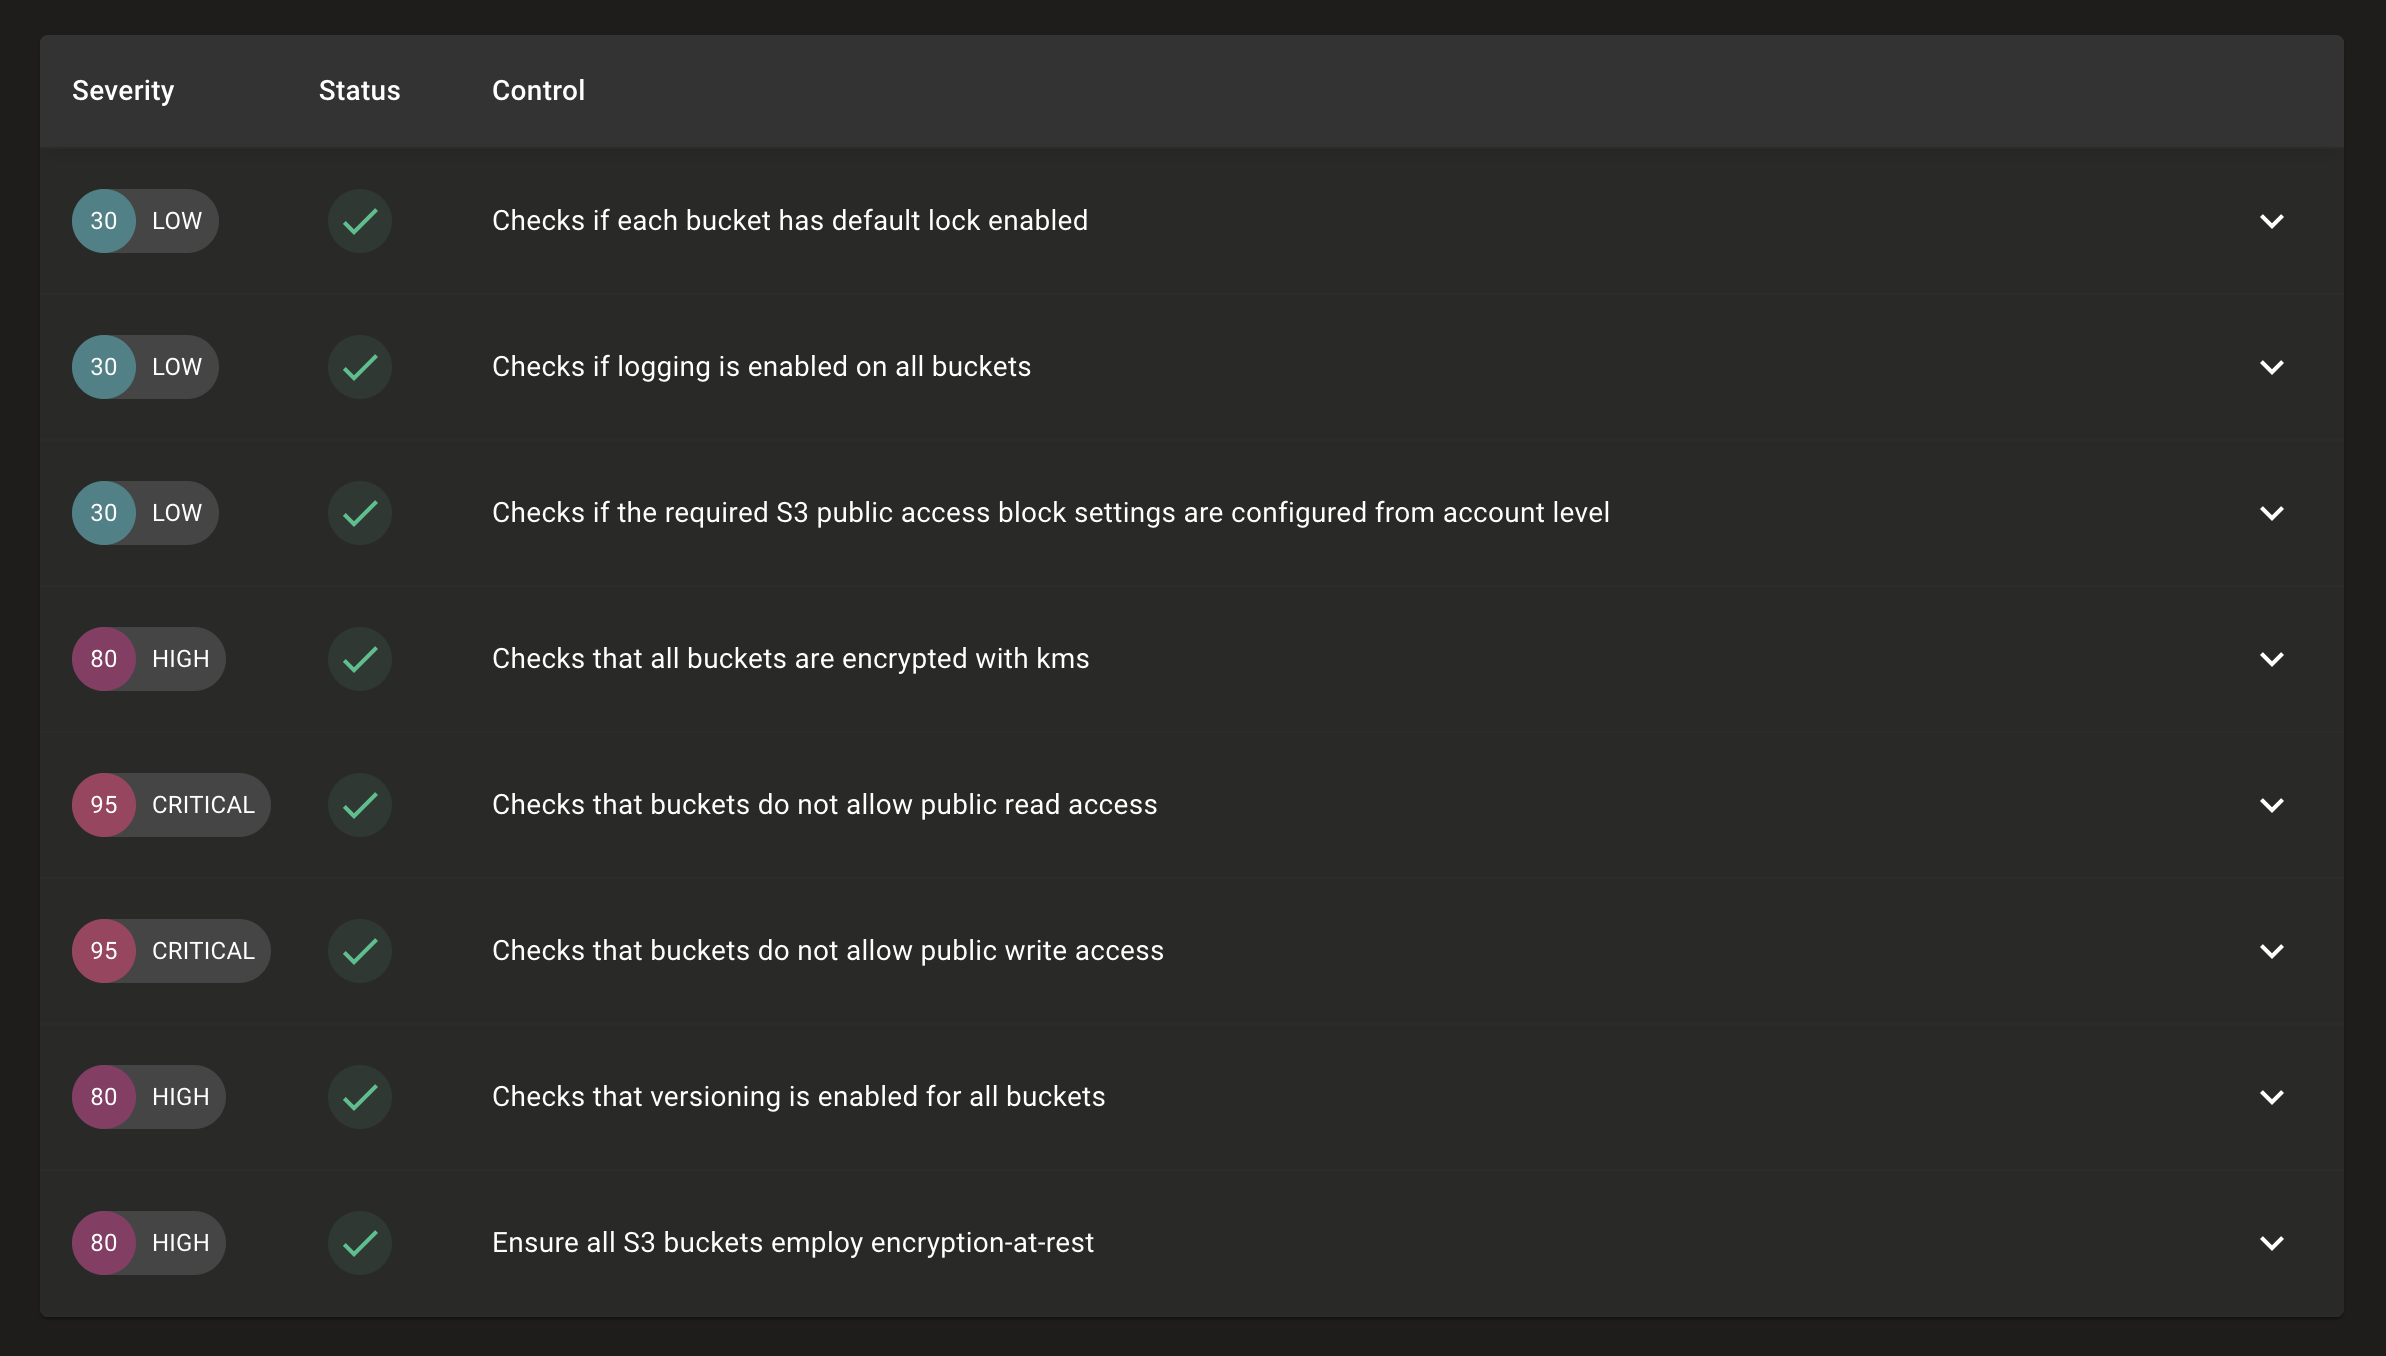 Severity Status Control
30 LOW Checks if each bucket has default lock enabled
30 LOW Checks if logging is enabled on all buckets
30 LOW Checks if the required S3 public access block settings are configured from account level
80 HIGH Checks that all buckets are encrypted with kms
95 CRITICAL Checks that buckets do not allow public read access
95 CRITICAL Checks that buckets do not allow public write access
80 HIGH Checks that versioning is enabled for all buckets
80 HIGH Ensure all S3 buckets employ encryption-at-rest